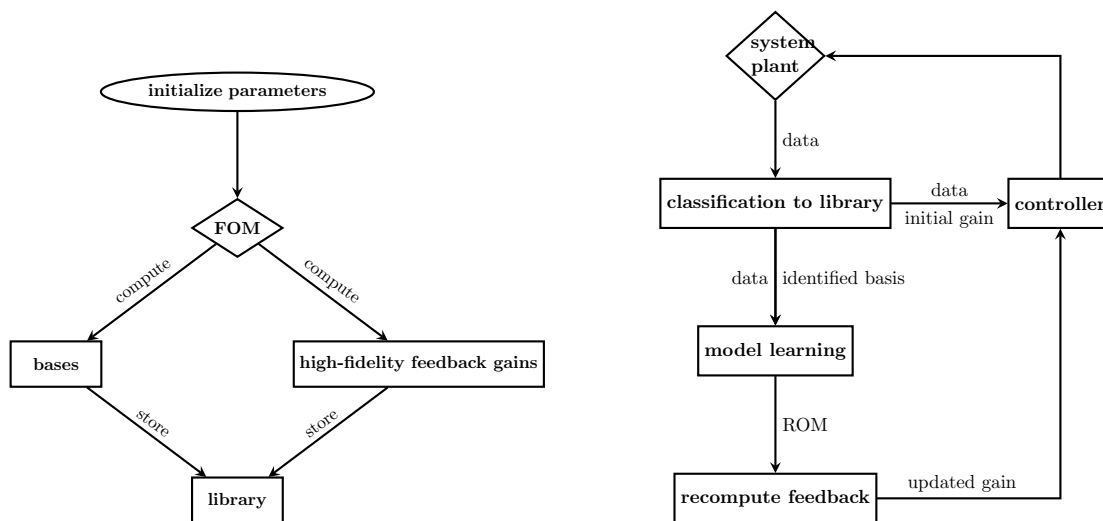 initialize parameters
FOM
compute
compute
bases
high-fidelity feedback gains
store
store
library
system
plant
data
classification to library
data
initial gain
controller
data
identified basis
model learning
ROM
recompute feedback
updated gain